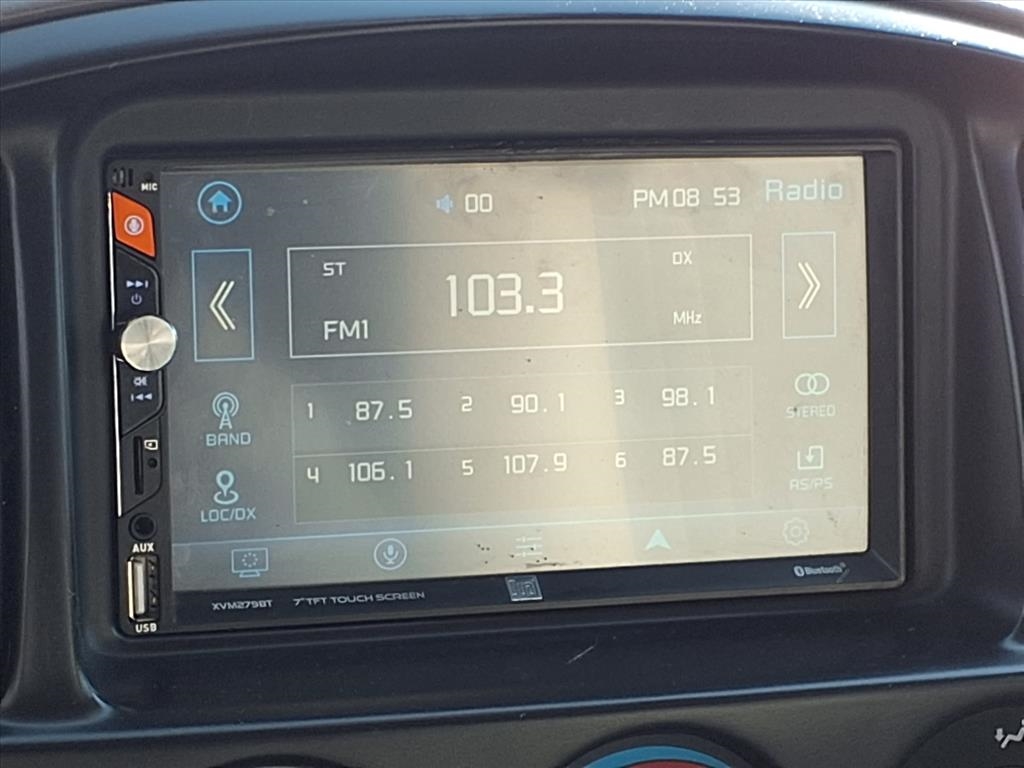 MIC
00
PM 08 53
Radio
ST
103.3
DX
FM1
MHz
1 87.5 2 90.1 3 98.1
4 106.1 5 107.9 6 87.5
BAND
STEREO
LOC/DX
AS/PS
AUX
USB
XVM279BT
7" TFT TOUCH SCREEN
Dual
Bluetooth